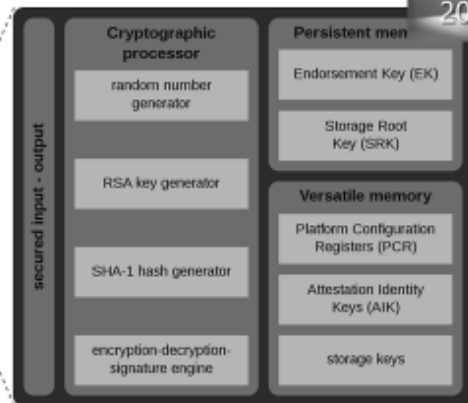 20
secured input - output
Cryptographic
processor
random number
generator
RSA key generator
SHA-1 hash generator
encryption-decryption-
signature engine
Persistent mem
Endorsement Key (EK)
Storage Root
Key (SRK)
Versatile memory
Platform Configuration
Registers (PCR)
Attestation Identity
Keys (AIK)
storage keys